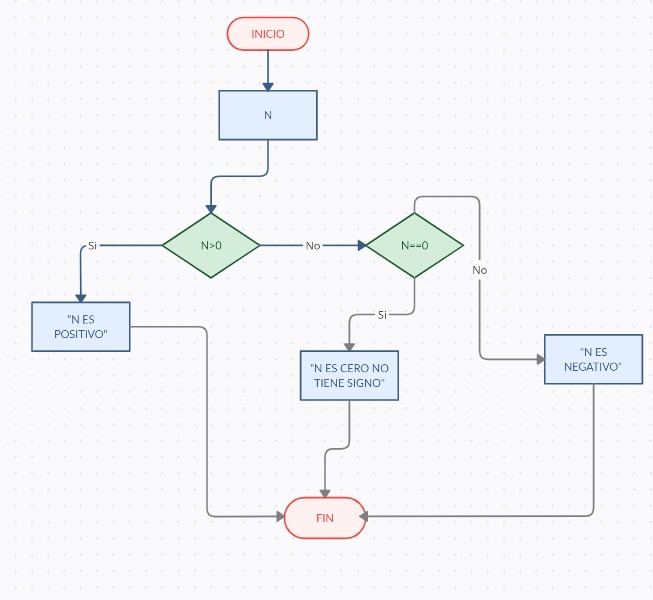 INICIO
N
Si
N>0
No
N==0
No
"N ES
POSITIVO"
Si
"N ES CERO NO
TIENE SIGNO"
"N ES
NEGATIVO"
FIN